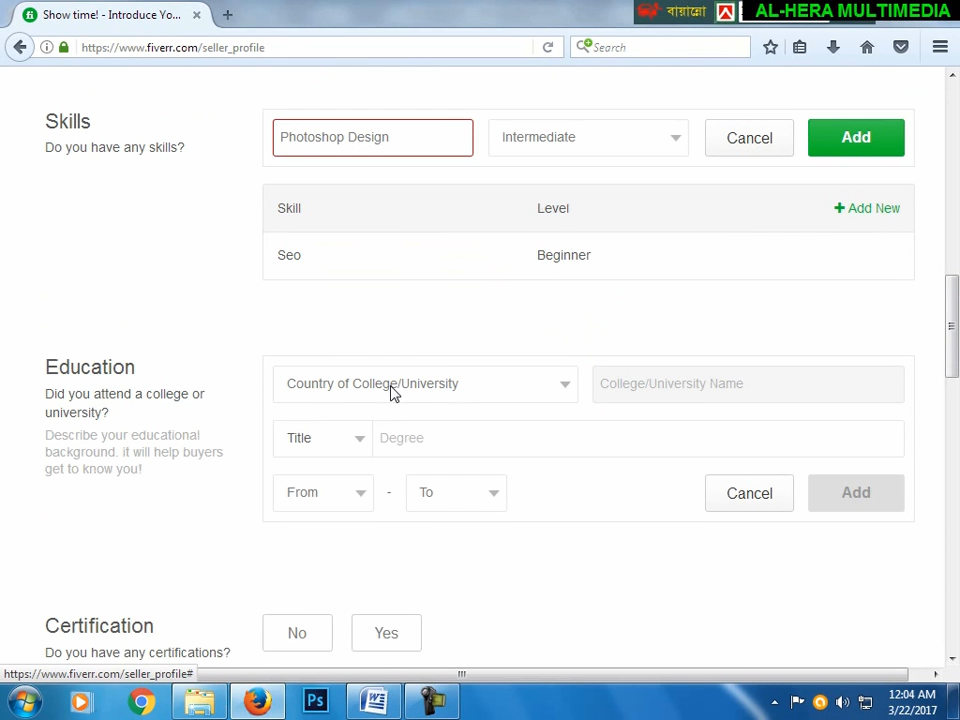 Show time! - Introduce Yo...
বায়ান্নো
AL-HERA MULTIMEDIA
https://www.fiverr.com/seller_profile
Search
Skills
Do you have any skills?
Photoshop Design
Intermediate
Cancel
Add
Skill
Level
Add New
Seo
Beginner
Education
Did you attend a college or
university?
Describe your educational
background. it will help buyers
get to know you!
Country of College/University
College/University Name
Title
Degree
From
-
To
Cancel
Add
Certification
Do you have any certifications?
No
Yes
https://www.fiverr.com/seller_profile#
12:04 AM
3/22/2017